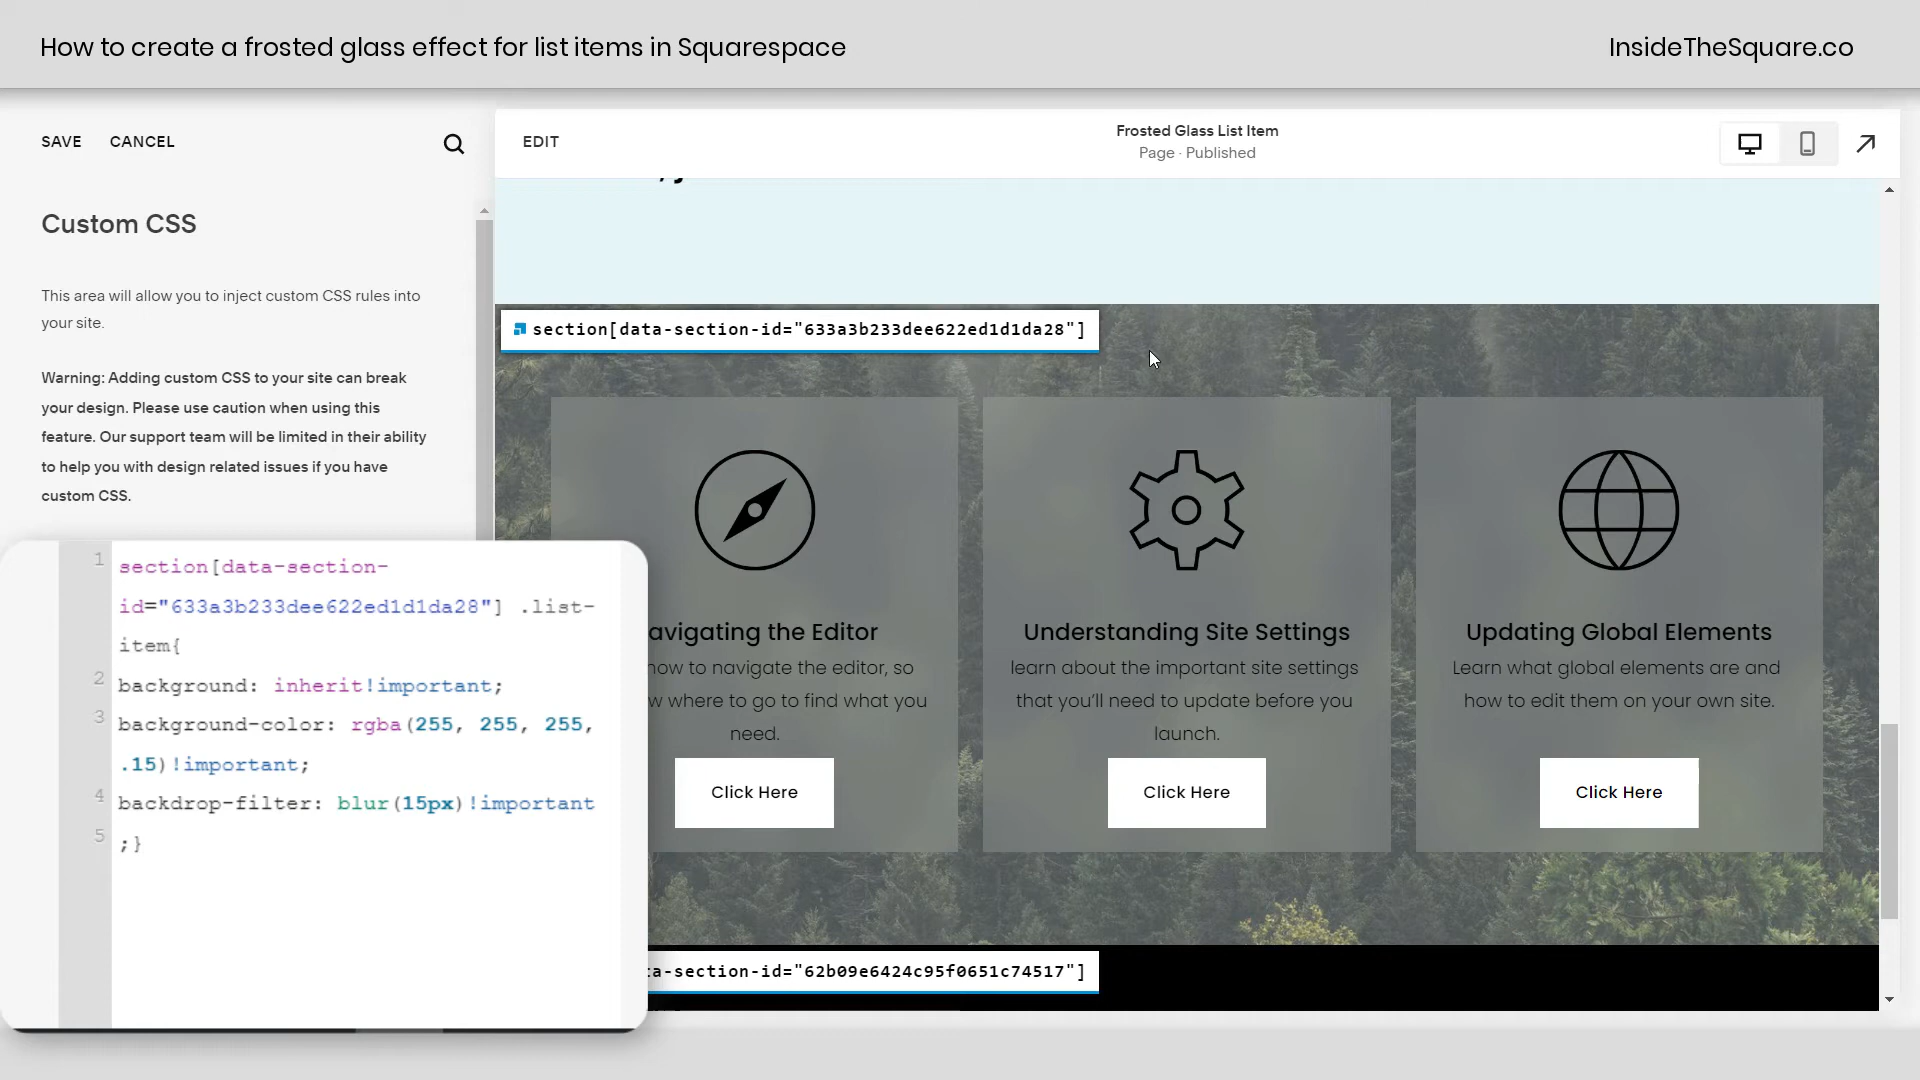 How to create a frosted glass effect for list items in Squarespace
InsideTheSquare.co
SAVE CANCEL
EDIT
Frosted Glass List Item
Page · Published
Custom CSS
This area will allow you to inject custom CSS rules into
your site.
Warning: Adding custom CSS to your site can break
your design. Please use caution when using this
feature. Our support team will be limited in their ability
to help you with design related issues if you have
custom CSS.
1 section[data-section-
id="633a3b233dee622ed1d1da28"] .list-
item{
2 background: inherit!important;
3 background-color: rgba(255, 255, 255,
.15)!important;
4 backdrop-filter: blur(15px)!important
5 ;}
section[data-section-id="633a3b233dee622ed1d1da28"]
avigating the Editor
how to navigate the editor, so
w where to go to find what you
need.
Click Here
Understanding Site Settings
learn about the important site settings
that you'll need to update before you
launch.
Click Here
Updating Global Elements
Learn what global elements are and
how to edit them on your own site.
Click Here
ta-section-id="62b09e6424c95f0651c74517"]